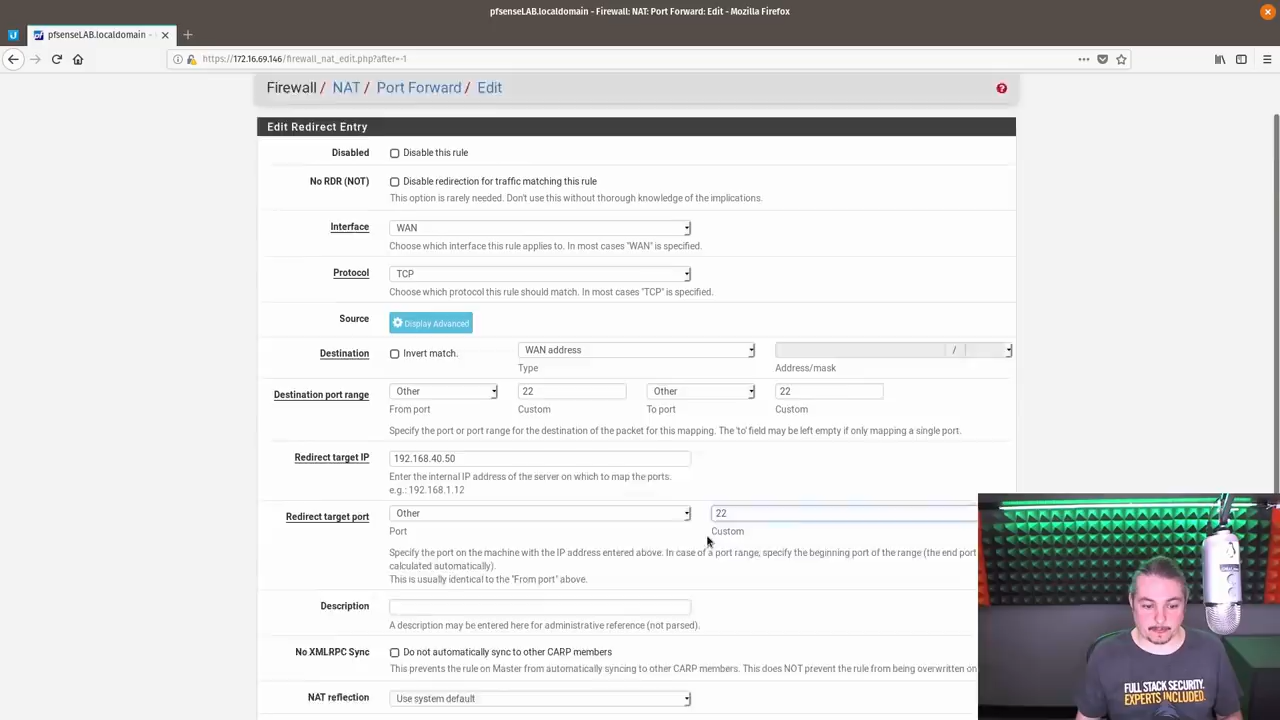 pfsenseLAB.localdomain - Firewall: NAT: Port Forward: Edit - Mozilla Firefox
pfsenseLAB.localdomain -
https://172.16.69.146/firewall_nat_edit.php?after=-1
Firewall / NAT / Port Forward / Edit
Edit Redirect Entry
Disabled Disable this rule
No RDR (NOT) Disable redirection for traffic matching this rule
This option is rarely needed. Don't use this without thorough knowledge of the implications.
Interface WAN
Choose which interface this rule applies to. In most cases "WAN" is specified.
Protocol TCP
Choose which protocol this rule should match. In most cases "TCP" is specified.
Source Display Advanced
Destination Invert match. WAN address /
Type Address/mask
Destination port range Other 22 Other 22
From port Custom To port Custom
Specify the port or port range for the destination of the packet for this mapping. The 'to' field may be left empty if only mapping a single port.
Redirect target IP 192.168.40.50
Enter the internal IP address of the server on which to map the ports.
e.g.: 192.168.1.12
Redirect target port Other 22
Port Custom
Specify the port on the machine with the IP address entered above. In case of a port range, specify the beginning port of the range (the end port
calculated automatically).
This is usually identical to the "From port" above.
Description
A description may be entered here for administrative reference (not parsed).
No XMLRPC Sync Do not automatically sync to other CARP members
This prevents the rule on Master from automatically syncing to other CARP members. This does NOT prevent the rule from being overwritten on
NAT reflection Use system default
FULL STACK SECURITY.
EXPERTS INCLUDED.